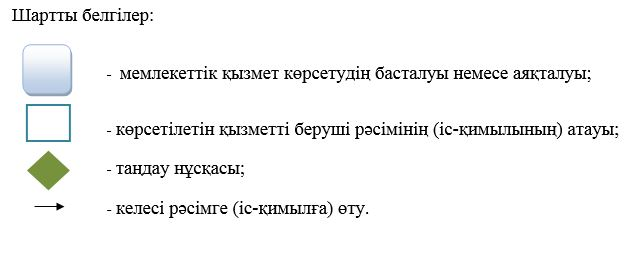 Шартты белгілер:
- мемлекеттік қызмет көрсетудің басталуы немесе аяқталуы;
- көрсетілетін қызметті беруші рәсімінің (іс-қимылының) атауы;
- таңдау нұсқасы;
- келесі рәсімге (іс-қимылға) өту.